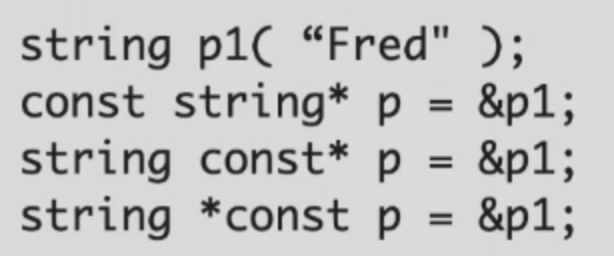 string p1( “Fred" );
const string* p = &p1;
string const* p = &p1;
string *const p = &p1;